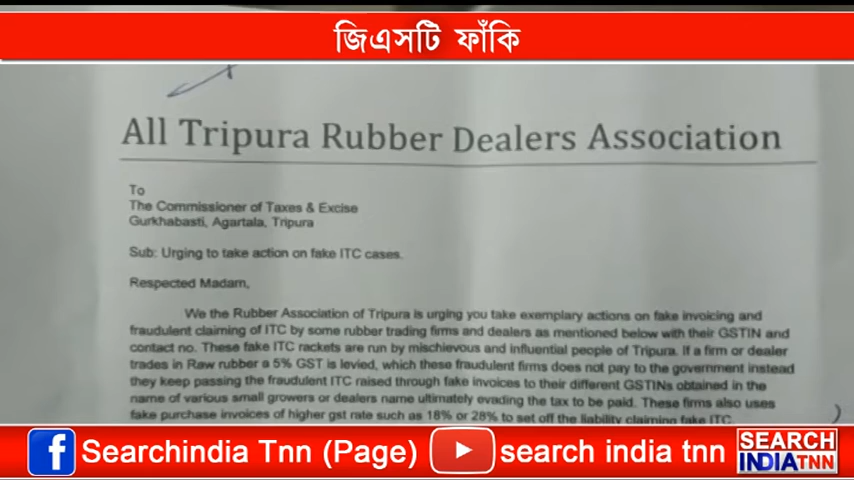 জিএসটি ফাঁকি
All Tripura Rubber Dealers Association
To
The Commissioner of Taxes & Excise
Gurkhabasti, Agartala, Tripura
Sub: Urging to take action on fake ITC cases.
Respected Madam,
We the Rubber Association of Tripura is urging you take exemplary actions on fake invoicing and
fraudulent claiming of ITC by some rubber trading firms and dealers as mentioned below with their GSTIN and
contact no. These fake ITC rackets are run by mischievous and influential people of Tripura. If a firm or dealer
trades in Raw rubber a 5% GST is levied, which these fraudulent firms does not pay to the government instead
they keep passing the fraudulent ITC raised through fake invoices to their different GSTINs obtained in the
name of various small growers or dealers name ultimately evading the tax to be paid. These firms also uses
fake purchase invoices of higher gst rate such as 18% or 28% to set off the liability claiming fake ITC.
Searchindia Tnn (Page)
search india tnn
SEARCH
INDIA TNN